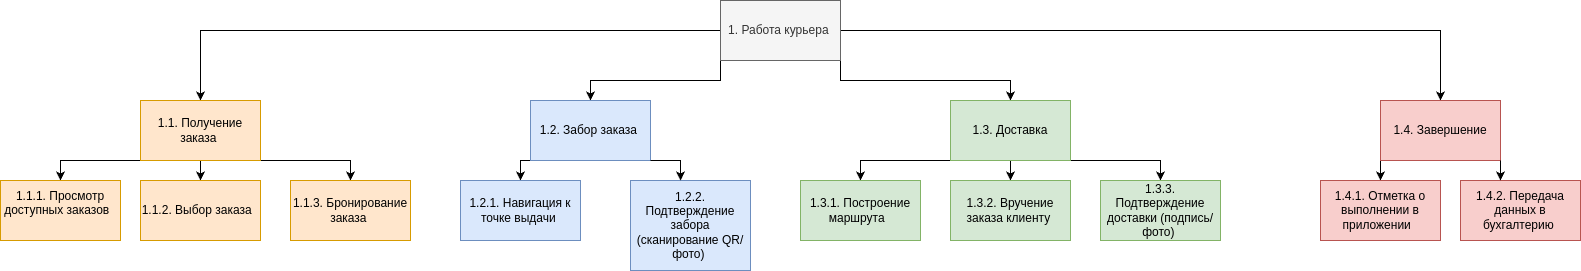 1. Работа курьера
1.1. Получение
заказа
1.2. Забор заказа
1.3. Доставка
1.4. Завершение
1.1.1. Просмотр
доступных заказов
1.1.2. Выбор заказа
1.1.3. Бронирование
заказа
1.2.1. Навигация к
точке выдачи
1.2.2.
Подтверждение
забора
(сканирование QR/
фото)
1.3.1. Построение
маршрута
1.3.2. Вручение
заказа клиенту
1.3.3.
Подтверждение
доставки (подпись/
фото)
1.4.1. Отметка о
выполнении в
приложении
1.4.2. Передача
данных в
бухгалтерию